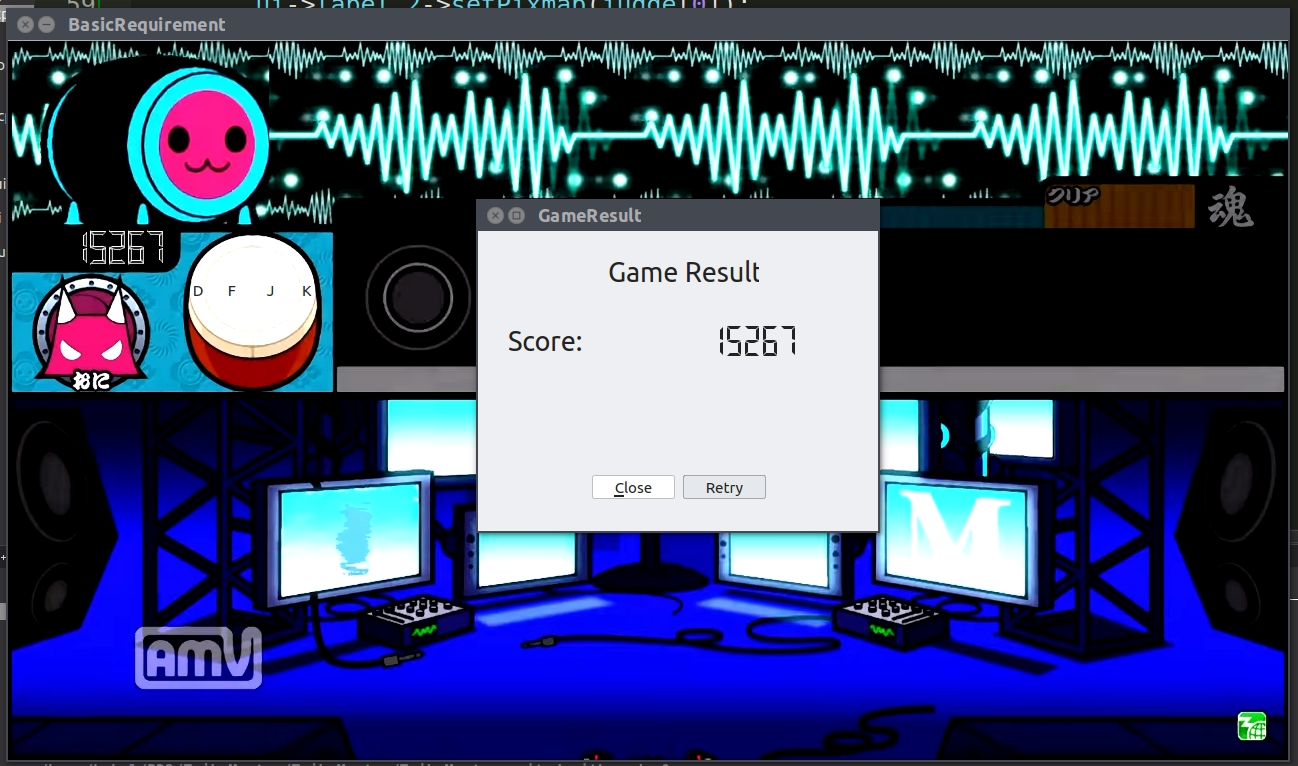 BasicRequirement
クリア
魂
15267
D F J K
おに
GameResult
Game Result
Score: 15267
Close Retry
M
AMV